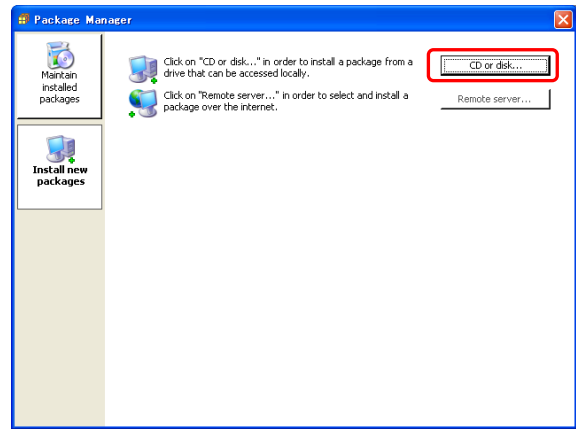 Package Manager
Maintain
installed
packages
Install new
packages
Click on "CD or disk..." in order to install a package from a
drive that can be accessed locally.
CD or disk...
Click on "Remote server..." in order to select and install a
package over the internet.
Remote server...